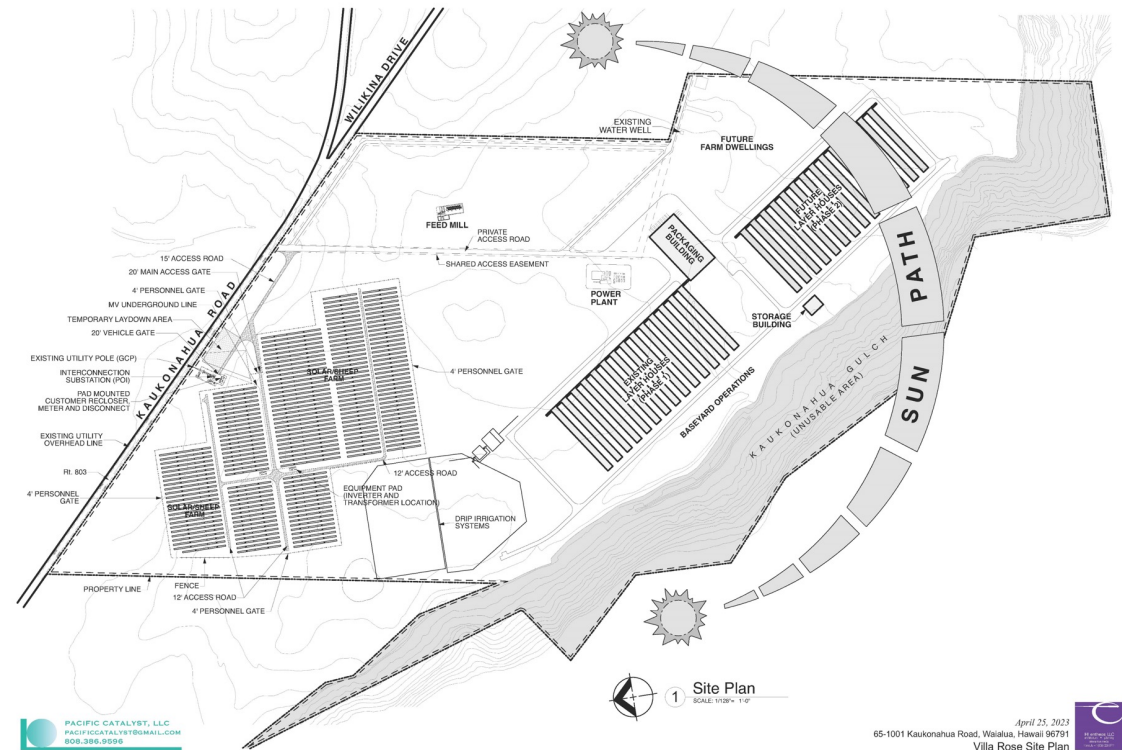 WILIKINA DRIVE
EXISTING
WATER WELL
FUTURE
FARM DWELLINGS
FEED MILL
PRIVATE
ACCESS ROAD
SHARED ACCESS EASEMENT
PACKAGING
BUILDING
FUTURE
LAYER HOUSES
(PHASE 2)
POWER
PLANT
STORAGE
BUILDING
15' ACCESS ROAD
20' MAIN ACCESS GATE
4' PERSONNEL GATE
MV UNDERGROUND LINE
TEMPORARY LAYDOWN AREA
20' VEHICLE GATE
EXISTING UTILITY POLE (GCP)
INTERCONNECTION
SUBSTATION (POI)
PAD MOUNTED
CUSTOMER RECLOSER,
METER AND DISCONNECT
EXISTING UTILITY
OVERHEAD LINE
Rt. 803
4' PERSONNEL
GATE
KAUKONAHUA ROAD
SOLAR/SHEEP
FARM
4' PERSONNEL GATE
EXISTING
LAYER HOUSES
(PHASE 1)
BASEYARD OPERATIONS
KAUKONAHUA GULCH
(UNUSABLE AREA)
SUN PATH
12' ACCESS ROAD
EQUIPMENT PAD
(INVERTER AND
TRANSFORMER LOCATION)
SOLAR/SHEEP
FARM
DRIP IRRIGATION
SYSTEMS
PROPERTY LINE
FENCE
12' ACCESS ROAD
4' PERSONNEL GATE
1
Site Plan
SCALE: 1/128"= 1'-0"
PACIFIC CATALYST, LLC
PACIFICCATALYST@GMAIL.COM
808.386.9596
April 25, 2023
65-1001 Kaukonahua Road, Waialua, Hawaii 96791
Villa Rose Site Plan